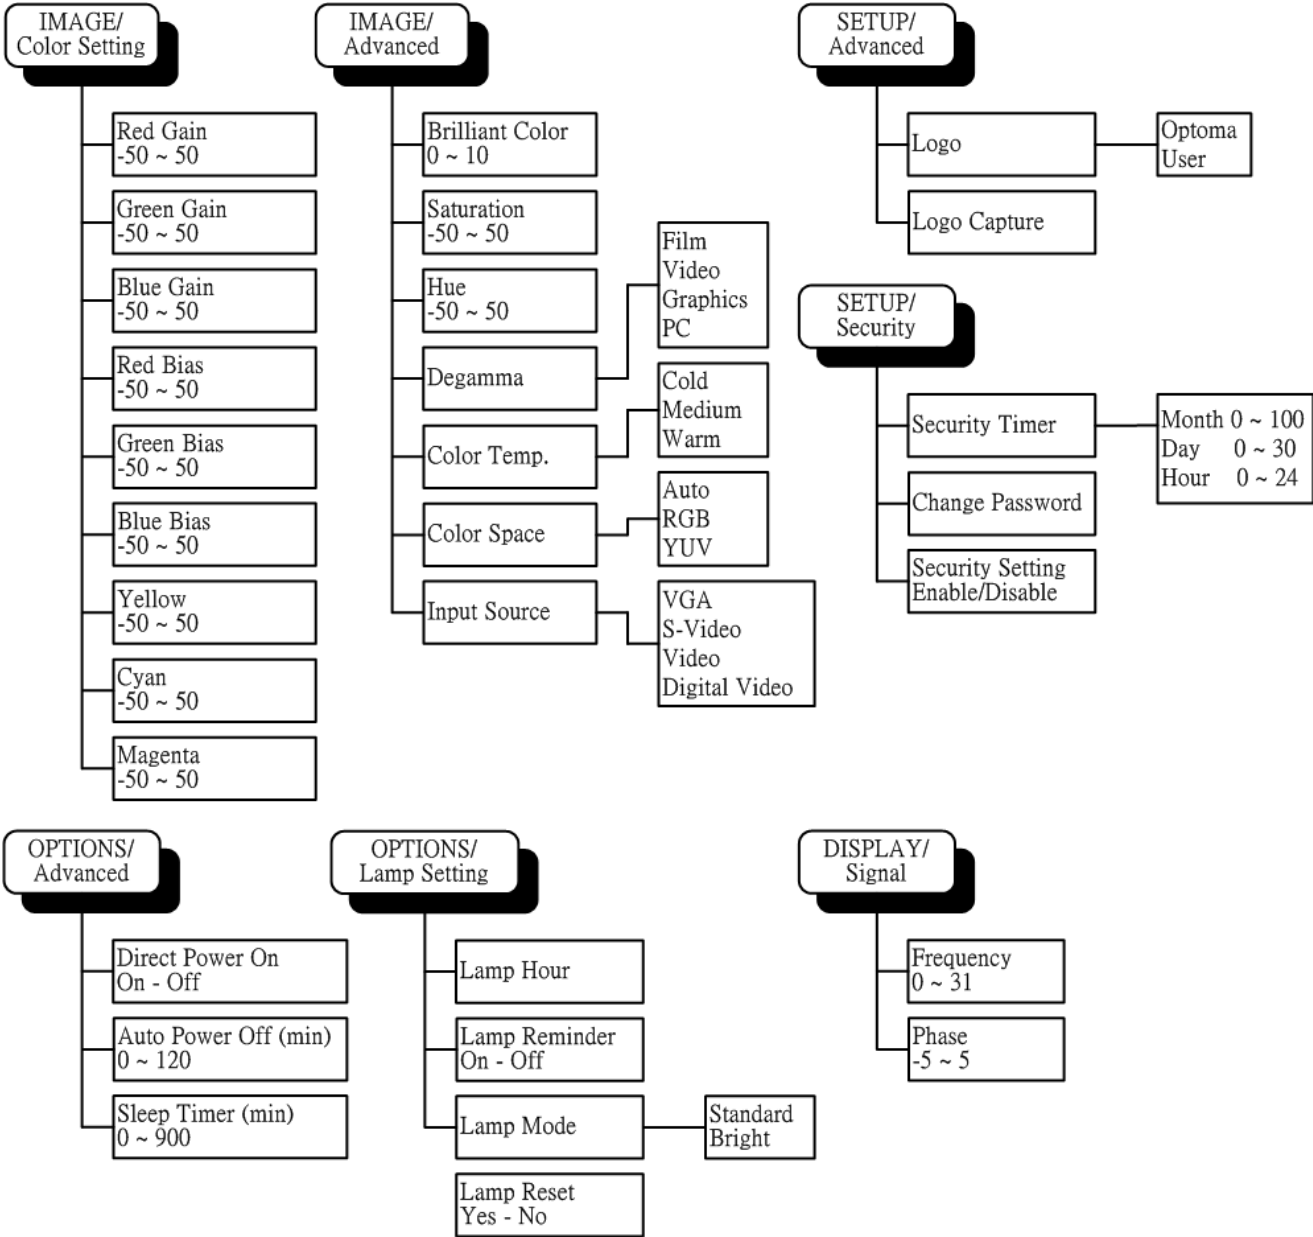 IMAGE/
Color Setting
Red Gain
-50 ~ 50
Green Gain
-50 ~ 50
Blue Gain
-50 ~ 50
Red Bias
-50 ~ 50
Green Bias
-50 ~ 50
Blue Bias
-50 ~ 50
Yellow
-50 ~ 50
Cyan
-50 ~ 50
Magenta
-50 ~ 50
IMAGE/
Advanced
Brilliant Color
0 ~ 10
Saturation
-50 ~ 50
Hue
-50 ~ 50
Degamma
Film
Video
Graphics
PC
Color Temp.
Cold
Medium
Warm
Color Space
Auto
RGB
YUV
Input Source
VGA
S-Video
Video
Digital Video
SETUP/
Advanced
Logo
Optoma
User
Logo Capture
SETUP/
Security
Security Timer
Month 0 ~ 100
Day 0 ~ 30
Hour 0 ~ 24
Change Password
Security Setting
Enable/Disable
OPTIONS/
Advanced
Direct Power On
On - Off
Auto Power Off (min)
0 ~ 120
Sleep Timer (min)
0 ~ 900
OPTIONS/
Lamp Setting
Lamp Hour
Lamp Reminder
On - Off
Lamp Mode
Standard
Bright
Lamp Reset
Yes - No
DISPLAY/
Signal
Frequency
0 ~ 31
Phase
-5 ~ 5